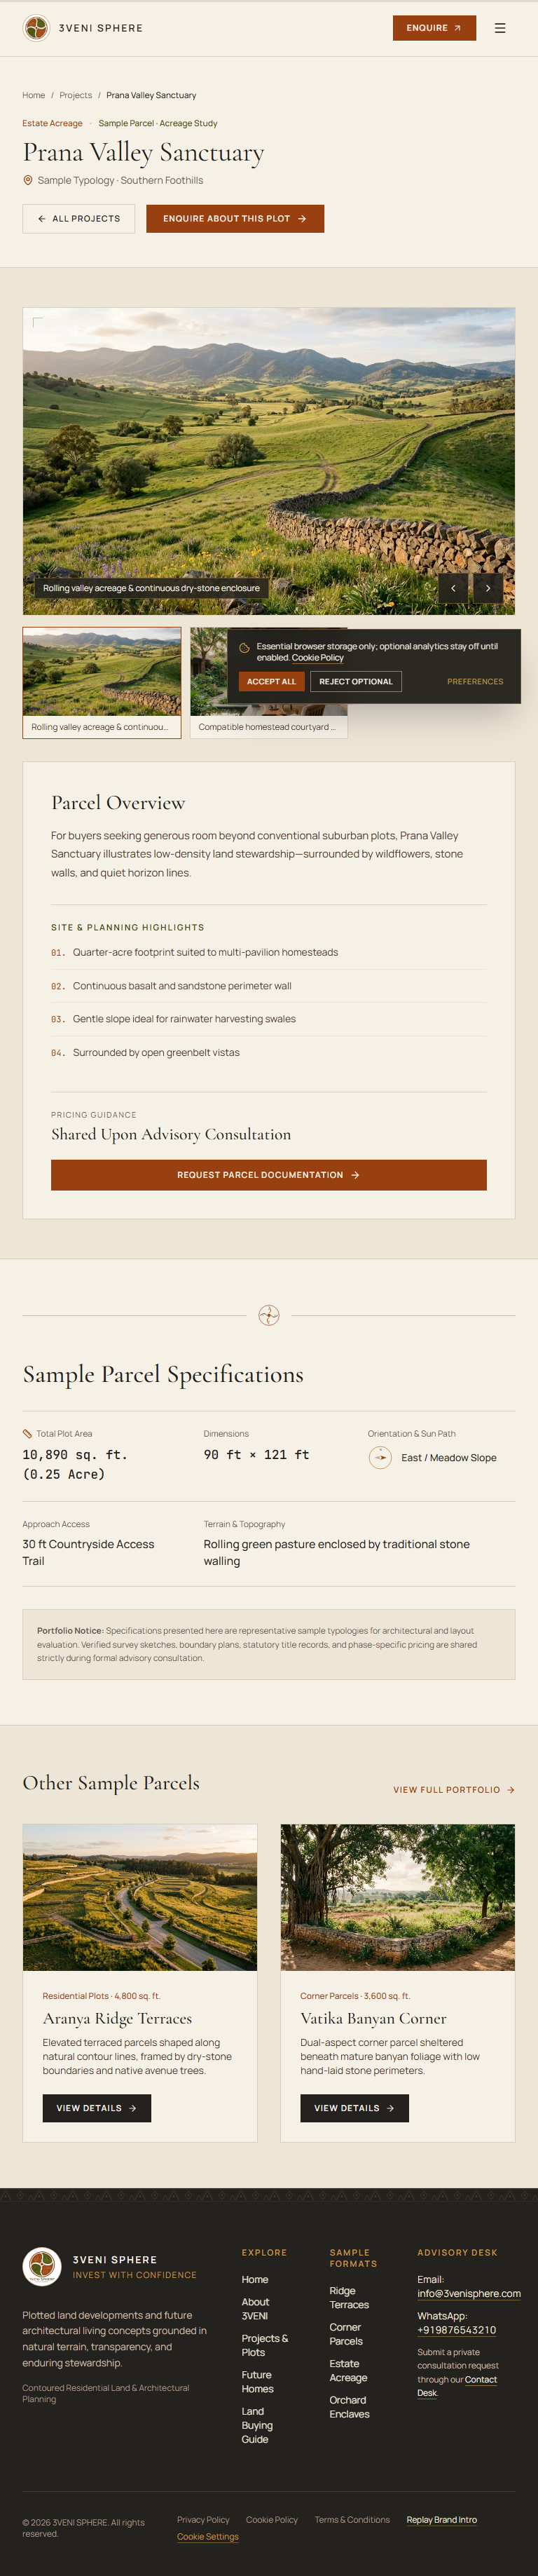 3VENI SPHERE
ENQUIRE
Home / Projects / Prana Valley Sanctuary
Estate Acreage · Sample Parcel · Acreage Study
Prana Valley Sanctuary
Sample Typology · Southern Foothills
ALL PROJECTS
ENQUIRE ABOUT THIS PLOT
Rolling valley acreage & continuous dry-stone enclosure
Essential browser storage only; optional analytics stay off until
enabled. Cookie Policy
ACCEPT ALL
REJECT OPTIONAL
PREFERENCES
Rolling valley acreage & continuou...
Compatible homestead courtyard ...
Parcel Overview
For buyers seeking generous room beyond conventional suburban plots, Prana Valley
Sanctuary illustrates low-density land stewardship—surrounded by wildflowers, stone
walls, and quiet horizon lines.
SITE & PLANNING HIGHLIGHTS
01. Quarter-acre footprint suited to multi-pavilion homesteads
02. Continuous basalt and sandstone perimeter wall
03. Gentle slope ideal for rainwater harvesting swales
04. Surrounded by open greenbelt vistas
PRICING GUIDANCE
Shared Upon Advisory Consultation
REQUEST PARCEL DOCUMENTATION
Sample Parcel Specifications
Total Plot Area
10,890 sq. ft.
(0.25 Acre)
Dimensions
90 ft × 121 ft
Orientation & Sun Path
East / Meadow Slope
Approach Access
30 ft Countryside Access
Trail
Terrain & Topography
Rolling green pasture enclosed by traditional stone
walling
Portfolio Notice: Specifications presented here are representative sample typologies for architectural and layout
evaluation. Verified survey sketches, boundary plans, statutory title records, and phase-specific pricing are shared
strictly during formal advisory consultation.
Other Sample Parcels
VIEW FULL PORTFOLIO
Residential Plots · 4,800 sq. ft.
Aranya Ridge Terraces
Elevated terraced parcels shaped along
natural contour lines, framed by dry-stone
boundaries and native avenue trees.
VIEW DETAILS
Corner Parcels · 3,600 sq. ft.
Vatika Banyan Corner
Dual-aspect corner parcel sheltered
beneath mature banyan foliage with low
hand-laid stone perimeters.
VIEW DETAILS
3VENI SPHERE
INVEST WITH CONFIDENCE
Plotted land developments and future
architectural living concepts grounded in
natural terrain, transparency, and
enduring stewardship.
Contoured Residential Land & Architectural
Planning
EXPLORE
Home
About
3VENI
Projects &
Plots
Future
Homes
Land
Buying
Guide
SAMPLE
FORMATS
Ridge
Terraces
Corner
Parcels
Estate
Acreage
Orchard
Enclaves
ADVISORY DESK
Email:
info@3venisphere.com
WhatsApp:
+919876543210
Submit a private
consultation request
through our Contact
Desk.
© 2026 3VENI SPHERE. All rights
reserved.
Privacy Policy
Cookie Policy
Terms & Conditions
Replay Brand Intro
Cookie Settings